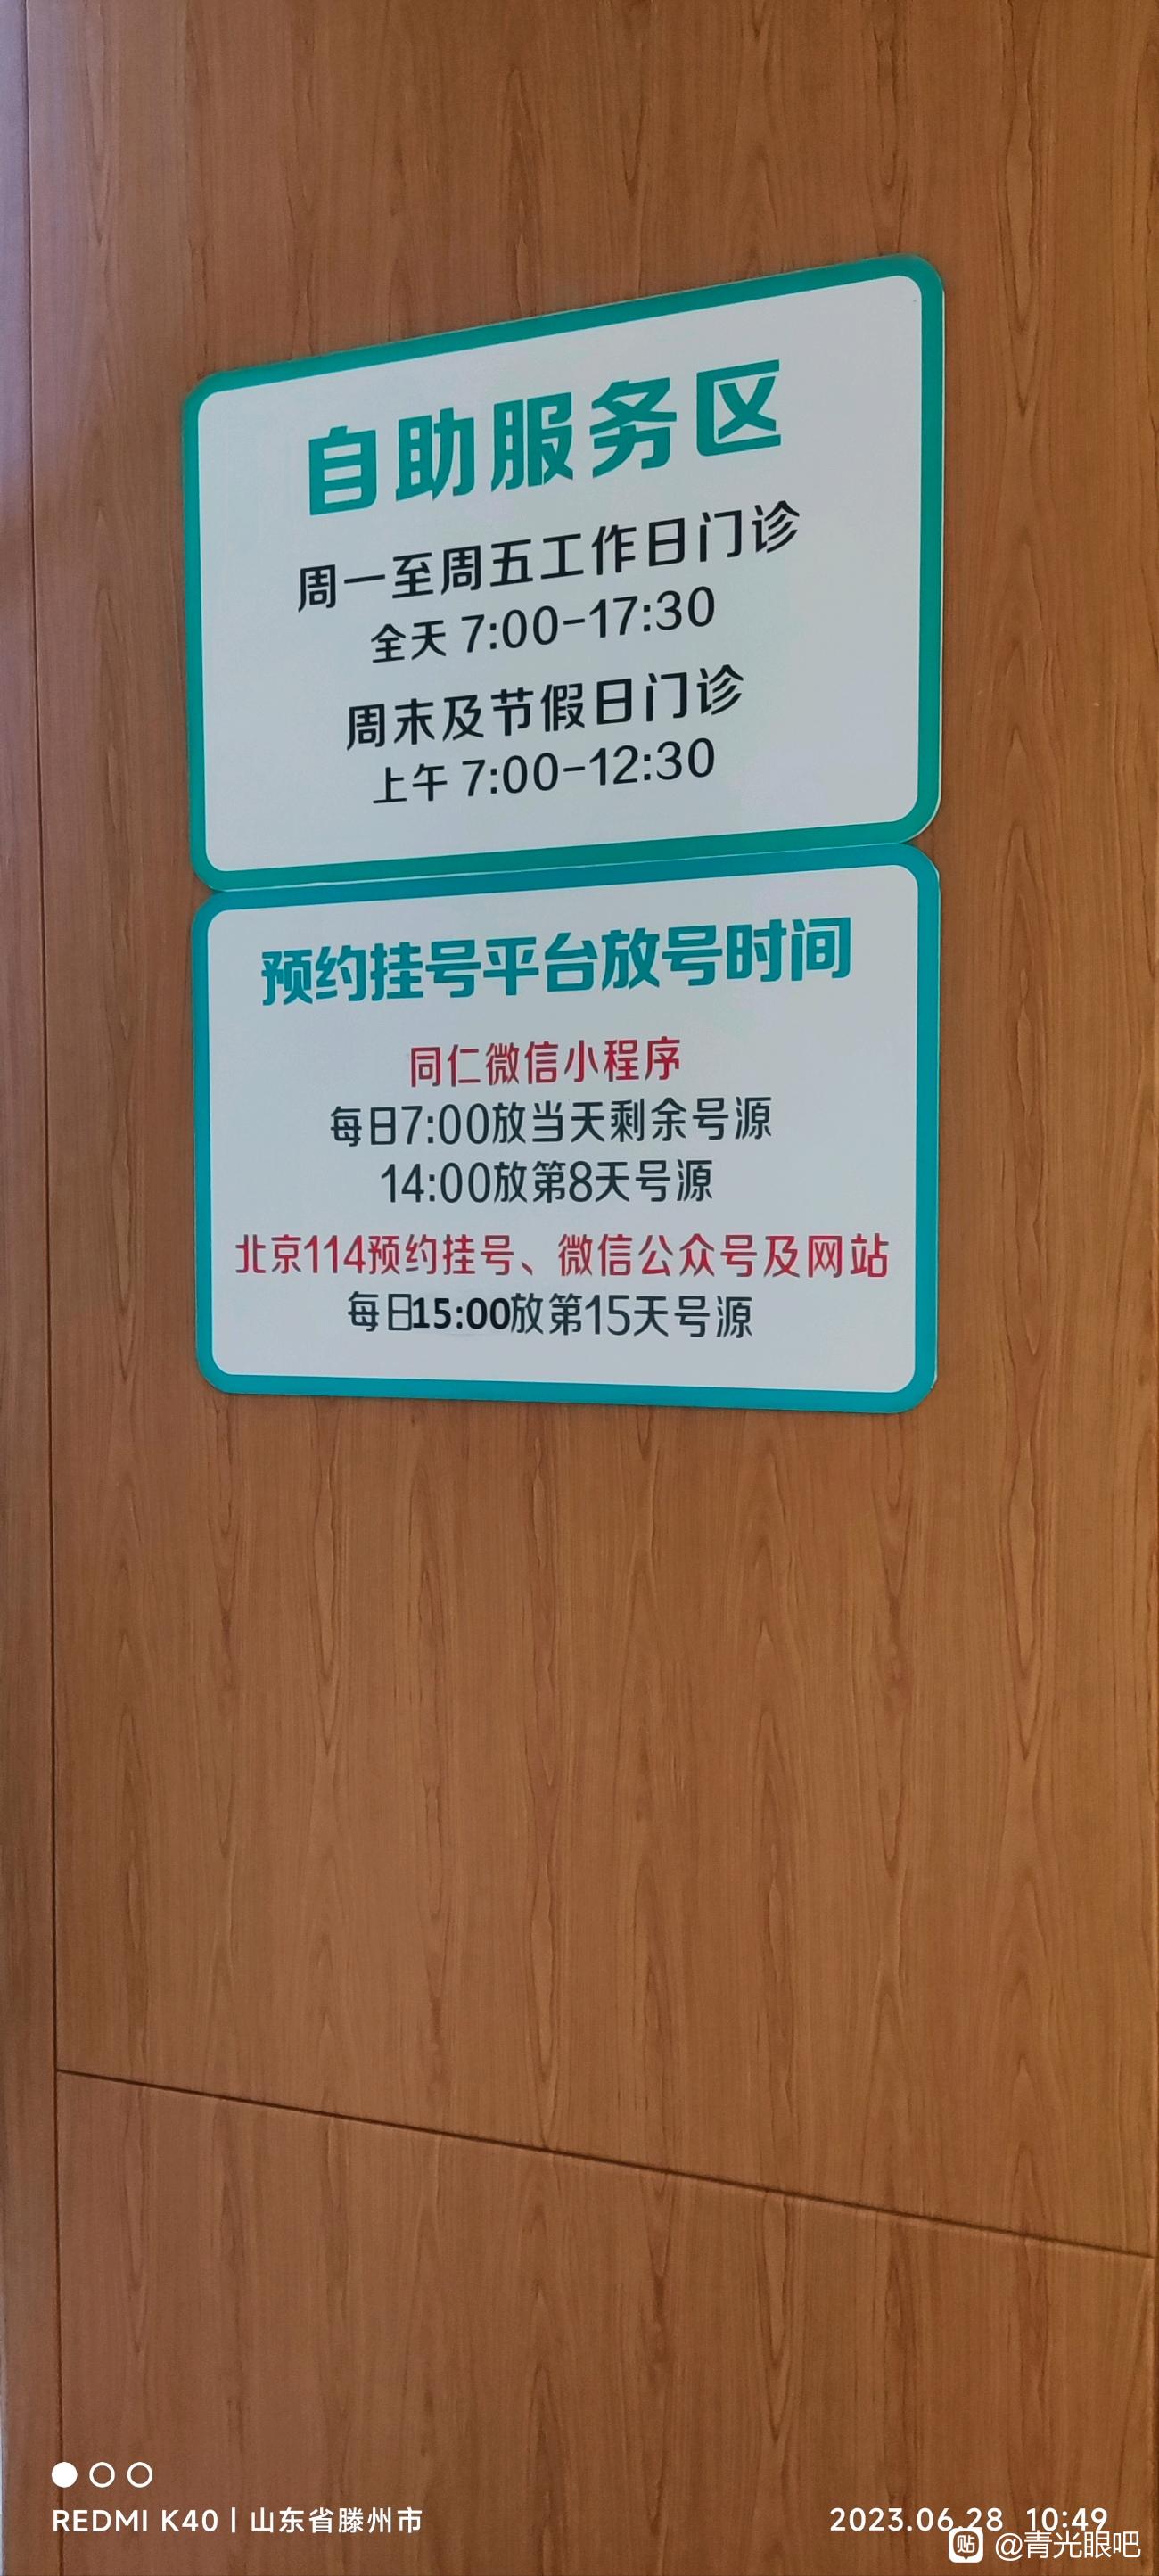 自助服务区
周一至周五工作日门诊
全天 7:00-17:30
周末及节假日门诊
上午 7:00-12:30
预约挂号平台放号时间
同仁微信小程序
每日7:00放当天剩余号源
14:00放第8天号源
北京114预约挂号、微信公众号及网站
每日15:00放第15天号源
REDMI K40 | 山东省滕州市
2023.06.28 10:49
贴 @青光眼吧